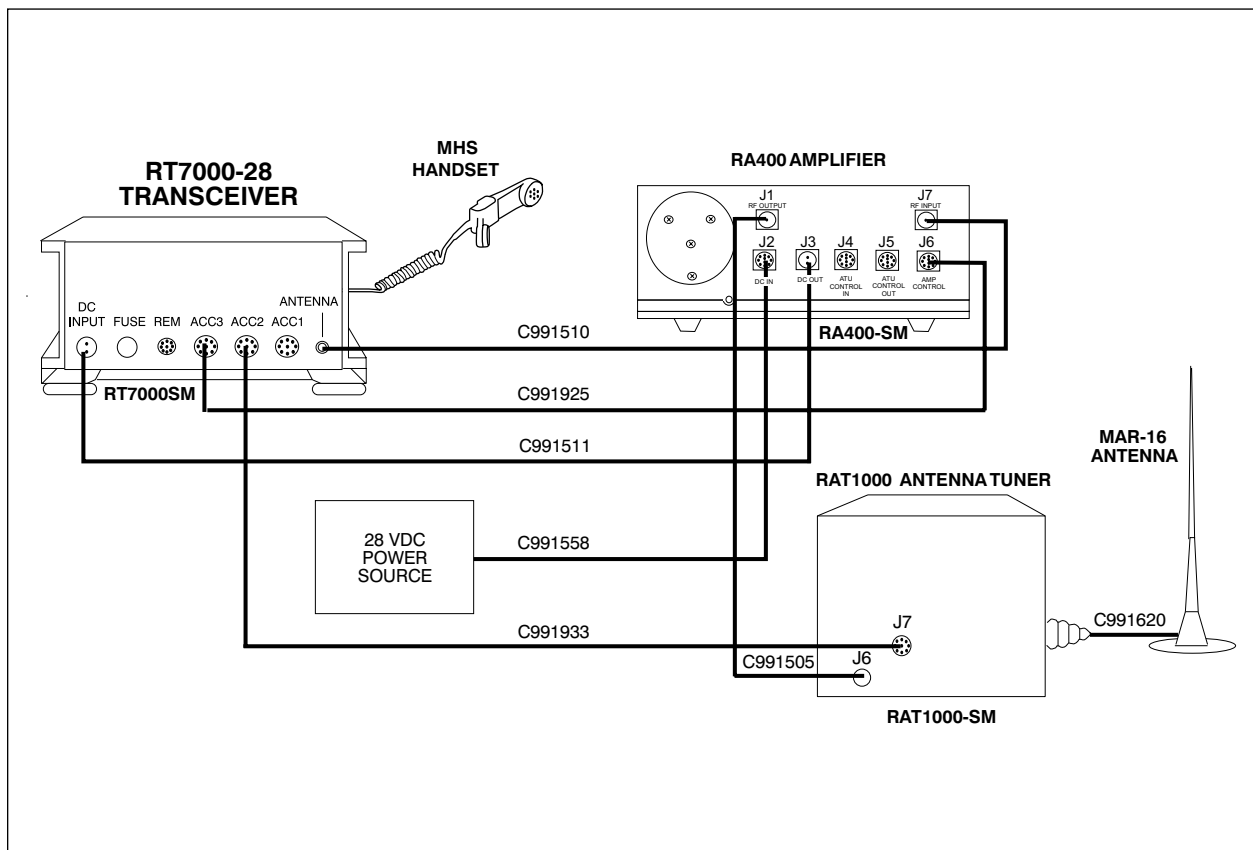 RT7000-28
TRANSCEIVER
MHS
HANDSET
RA400 AMPLIFIER
J1
RF OUTPUT
J7
RF INPUT
J2
DC IN
J3
DC OUT
J4
ATU
CONTROL
IN
J5
ATU
CONTROL
OUT
J6
AMP
CONTROL
RA400-SM
DC
INPUT
FUSE
REM
ACC3
ACC2
ACC1
ANTENNA
RT7000SM
C991510
C991925
C991511
MAR-16
ANTENNA
RAT1000 ANTENNA TUNER
28 VDC
POWER
SOURCE
C991558
C991933
J7
C991620
C991505
J6
RAT1000-SM